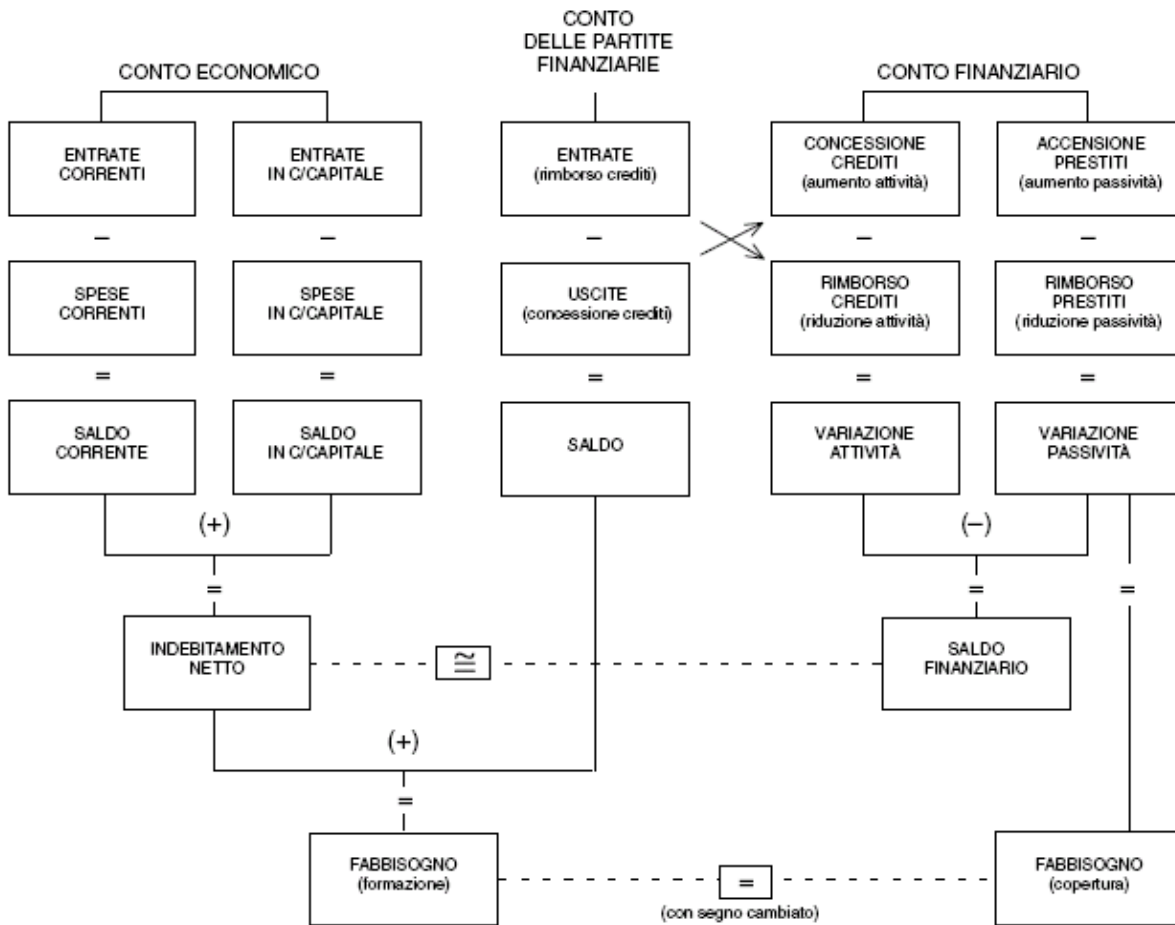 CONTO
DELLE PARTITE
FINANZIARIE
CONTO ECONOMICO
CONTO FINANZIARIO
ENTRATE
CORRENTI
ENTRATE
IN C/CAPITALE
ENTRATE
(rimborso crediti)
CONCESSIONE
CREDITI
(aumento attività)
ACCENSIONE
PRESTITI
(aumento passività)
– – – – –
SPESE
CORRENTI
SPESE
IN C/CAPITALE
USCITE
(concessione crediti)
RIMBORSO
CREDITI
(riduzione attività)
RIMBORSO
PRESTITI
(riduzione passività)
= = = = =
SALDO
CORRENTE
SALDO
IN C/CAPITALE
SALDO
VARIAZIONE
ATTIVITÀ
VARIAZIONE
PASSIVITÀ
(+) (–)
= = =
INDEBITAMENTO
NETTO
≅
SALDO
FINANZIARIO
(+)
=
FABBISOGNO
(formazione)
=
(con segno cambiato)
FABBISOGNO
(copertura)